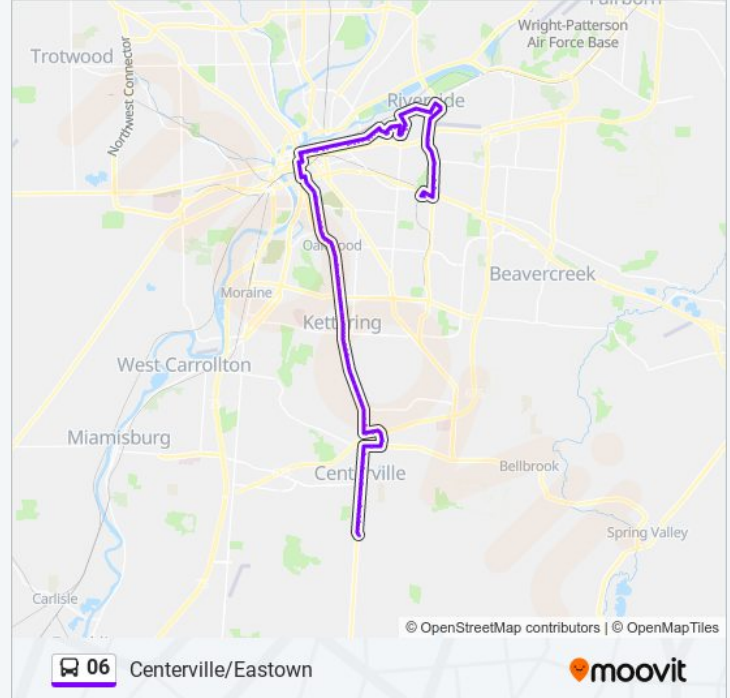 Fairborn
Wright-Patterson
Air Force Base
Trotwood
Northwest Connector
Riverside
Oakwood
Beavercreek
Moraine
Kettering
West Carrollton
Miamisburg
Centerville
Bellbrook
Spring Valley
Carlisle
© OpenStreetMap contributors | © OpenMapTiles
06 Centerville/Eastown
moovit